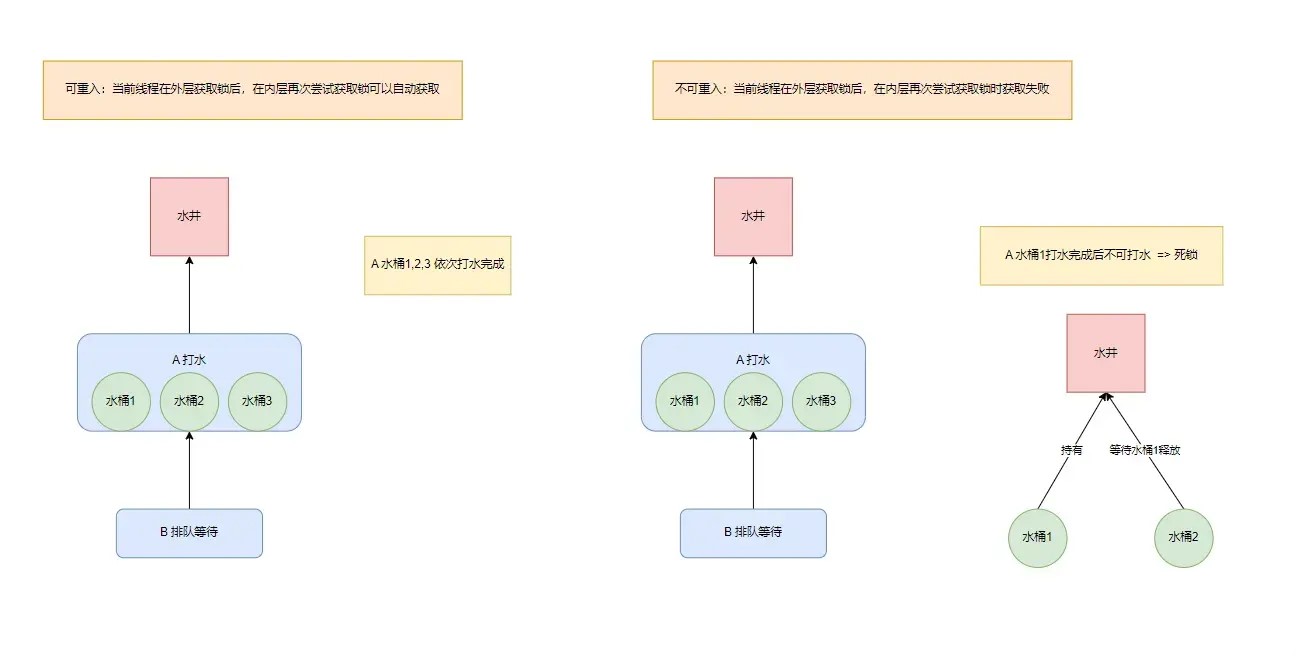 可重入：当前线程在外层获取锁后，在内层再次尝试获取锁可以自动获取
水井
A 水桶1,2,3 依次打水完成
A 打水
水桶1
水桶2
水桶3
B 排队等待
不可重入：当前线程在外层获取锁后，在内层再次尝试获取锁时获取失败
水井
A 打水
水桶1
水桶2
水桶3
B 排队等待
A 水桶1打水完成后不可打水 => 死锁
水井
持有
等待水桶1释放
水桶1
水桶2